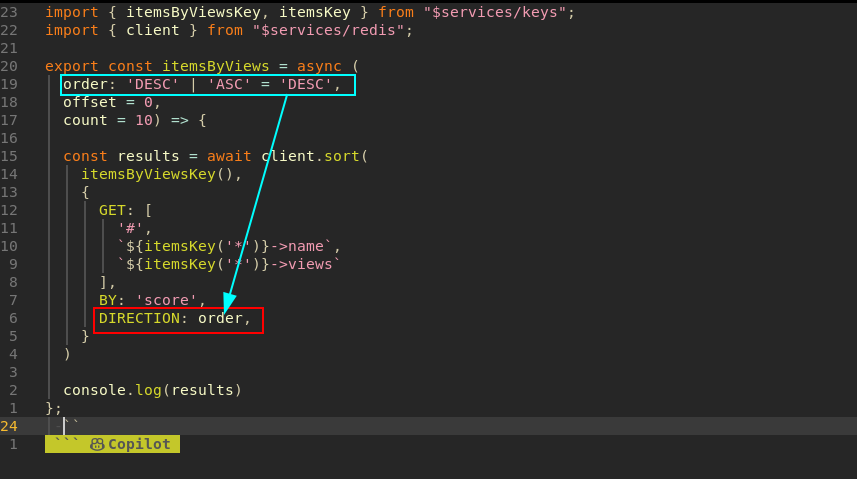 23 import { itemsByViewsKey, itemsKey } from "$services/keys";
22 import { client } from "$services/redis";
21
20 export const itemsByViews = async (
19 order: 'DESC' | 'ASC' = 'DESC',
18 offset = 0,
17 count = 10) => {
16
15 const results = await client.sort(
14 itemsByViewsKey(),
13 {
12 GET: [
11 '#',
10 `${itemsKey('*')}->name`,
9 `${itemsKey('*')}->views`
8 ],
7 BY: 'score',
6 DIRECTION: order,
5 }
4 )
3
2 console.log(results)
1 };
24 ``
1 ``` Copilot